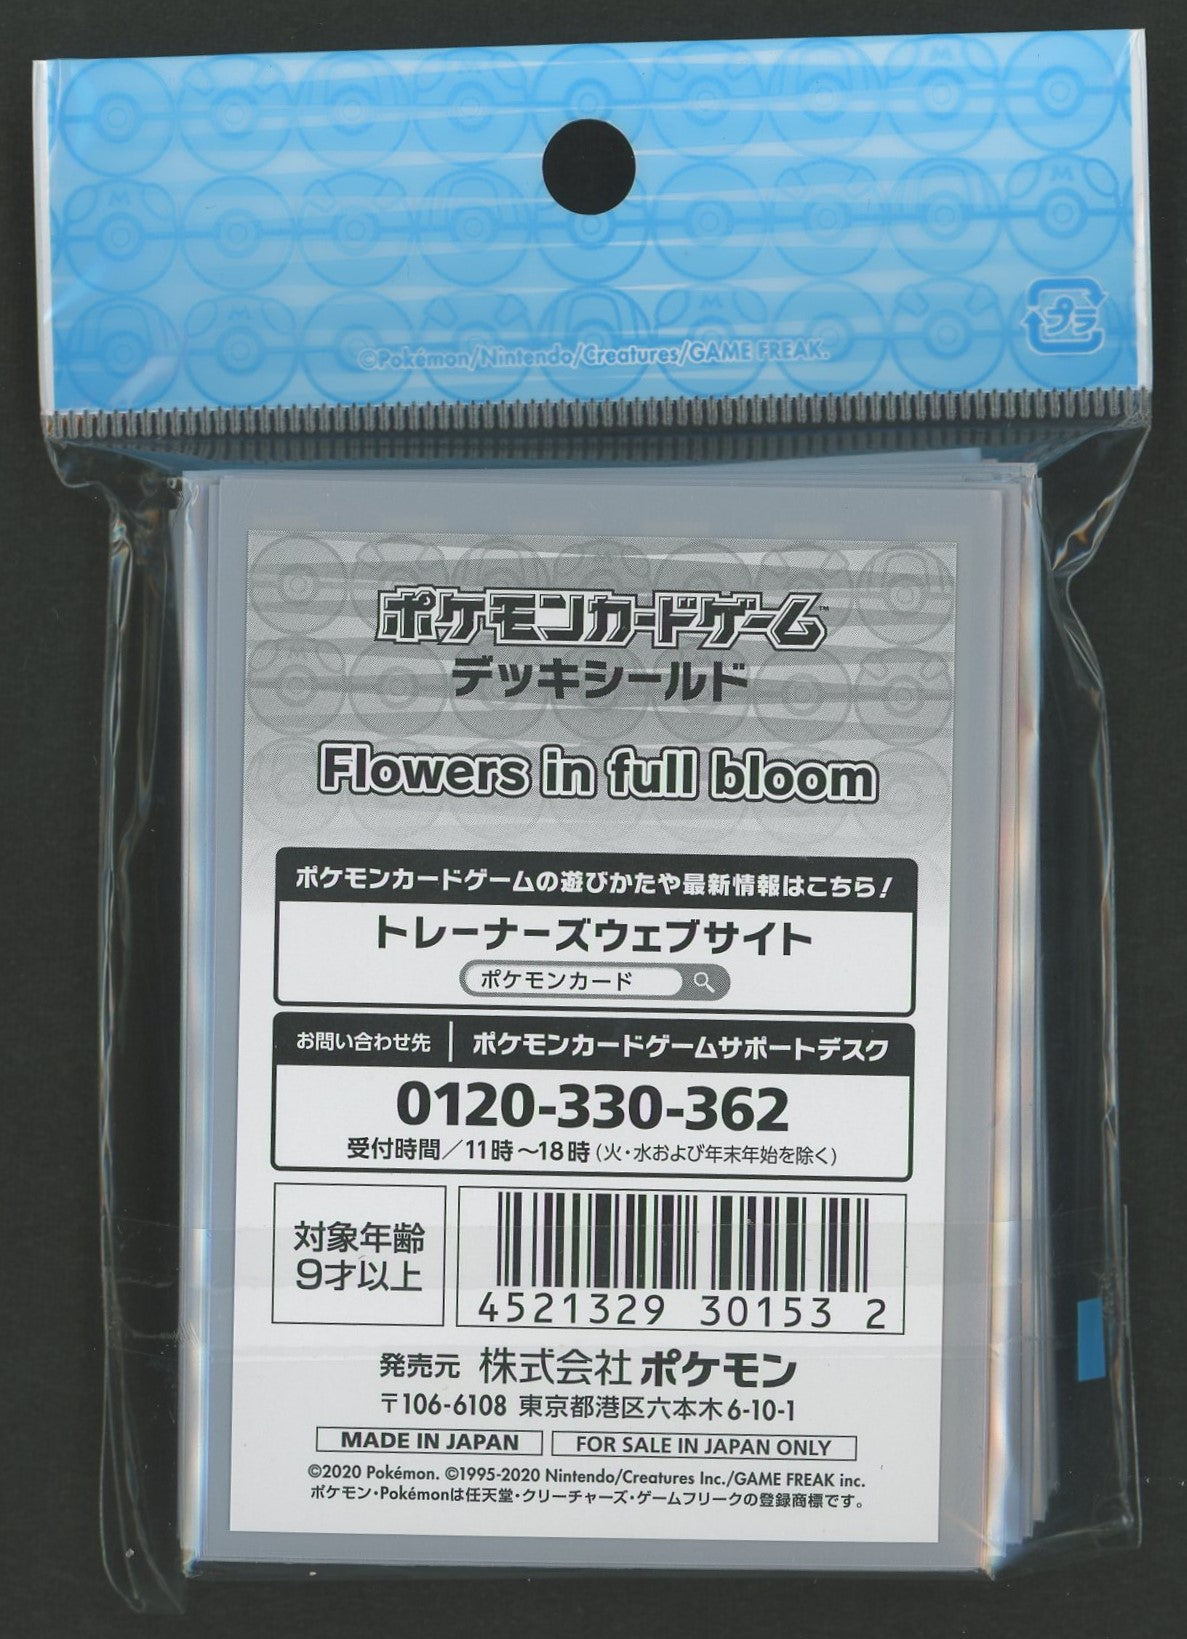 プラ
©Pokémon/Nintendo/Creatures/GAME FREAK.
ポケモンカードゲーム™
デッキシールド
Flowers in full bloom
ポケモンカードゲームの遊びかたや最新情報はこちら!
トレーナーズウェブサイト
ポケモンカード
お問い合わせ先 ポケモンカードゲームサポートデスク
0120-330-362
受付時間／11時～18時(火・水および年末年始を除く)
対象年齢
9才以上
4521329 30153 2
発売元 株式会社ポケモン
〒106-6108 東京都港区六本木6-10-1
MADE IN JAPAN FOR SALE IN JAPAN ONLY
©2020 Pokémon. ©1995-2020 Nintendo/Creatures Inc./GAME FREAK inc.
ポケモン・Pokémonは任天堂・クリーチャーズ・ゲームフリークの登録商標です。